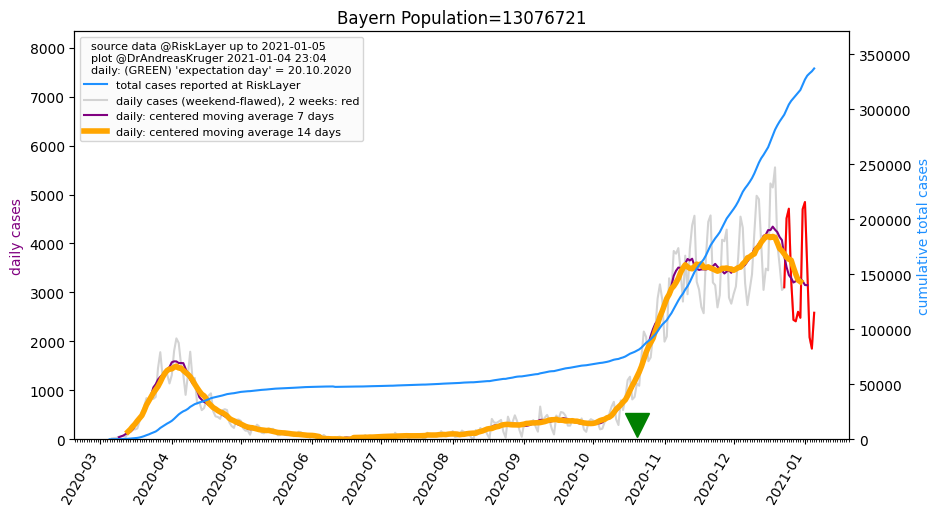 Bayern Population=13076721
source data @RiskLayer up to 2021-01-05
plot @DrAndreasKruger 2021-01-04 23:04
daily: (GREEN) 'expectation day' = 20.10.2020
total cases reported at RiskLayer
daily cases (weekend-flawed), 2 weeks: red
daily: centered moving average 7 days
daily: centered moving average 14 days
daily cases
8000
7000
6000
5000
4000
3000
2000
1000
0
350000
300000
250000
200000
150000
100000
50000
0
cumulative total cases
2020-03
2020-04
2020-05
2020-06
2020-07
2020-08
2020-09
2020-10
2020-11
2020-12
2021-01